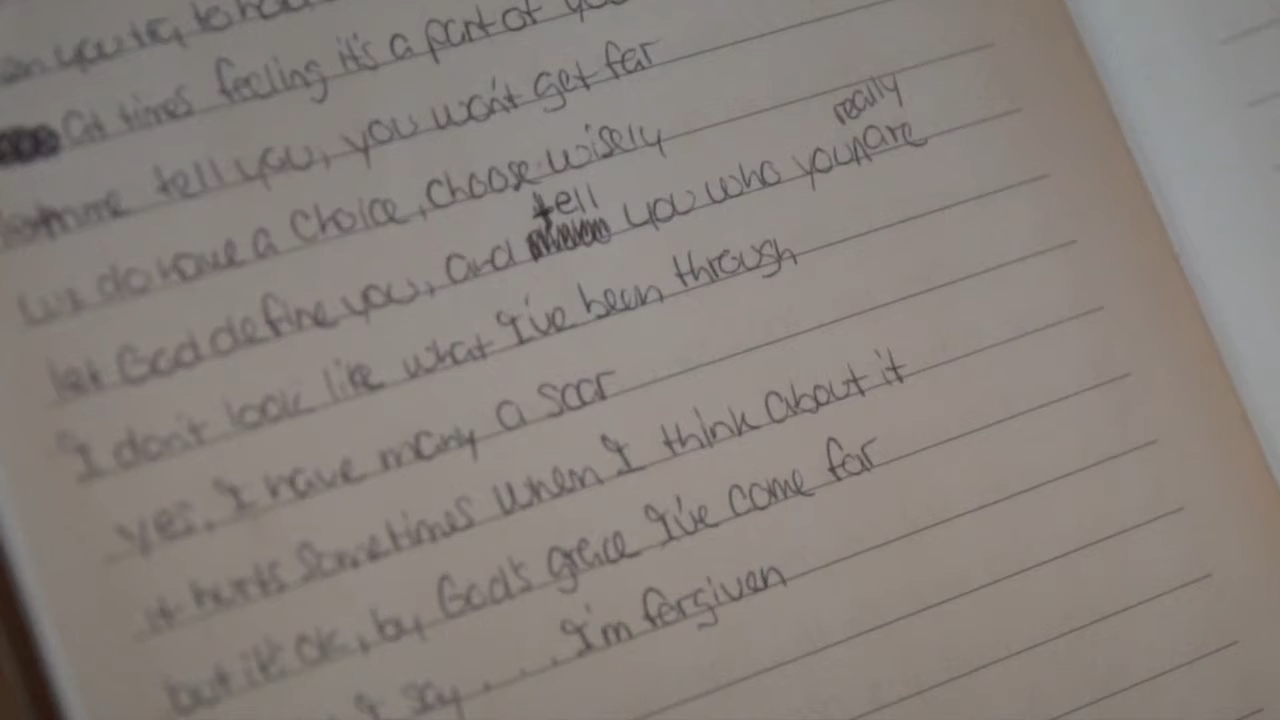 at times feeling it's a part of
tell you, you won't get far
we do have a choice, choose wisely
let God define you, and tell you who you really are
I don't look like what I've been through
yes, I have many a scar
it hurts sometimes when I think about it
but it's ok, by God's grace I've come far
I say... I'm forgiven